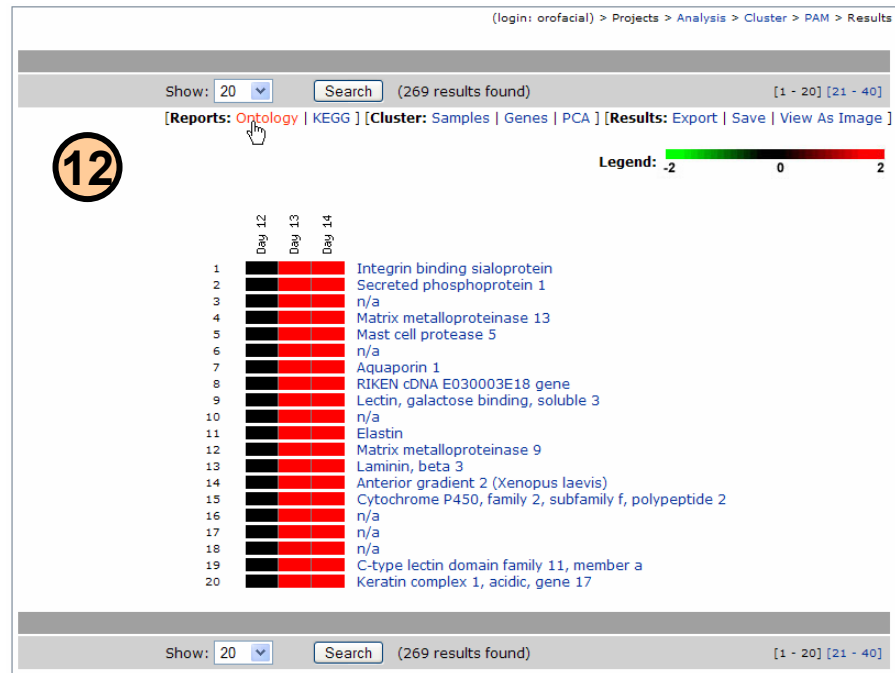 (login: orofacial) > Projects > Analysis > Cluster > PAM > Results
Show: 20 Search (269 results found) [1 - 20] [21 - 40]
[Reports: Ontology | KEGG ] [Cluster: Samples | Genes | PCA ] [Results: Export | Save | View As Image ]
12
Legend: -2 0 2
Day 12 Day 13 Day 14
1 Integrin binding sialoprotein
2 Secreted phosphoprotein 1
3 n/a
4 Matrix metalloproteinase 13
5 Mast cell protease 5
6 n/a
7 Aquaporin 1
8 RIKEN cDNA E030003E18 gene
9 Lectin, galactose binding, soluble 3
10 n/a
11 Elastin
12 Matrix metalloproteinase 9
13 Laminin, beta 3
14 Anterior gradient 2 (Xenopus laevis)
15 Cytochrome P450, family 2, subfamily f, polypeptide 2
16 n/a
17 n/a
18 n/a
19 C-type lectin domain family 11, member a
20 Keratin complex 1, acidic, gene 17
Show: 20 Search (269 results found) [1 - 20] [21 - 40]